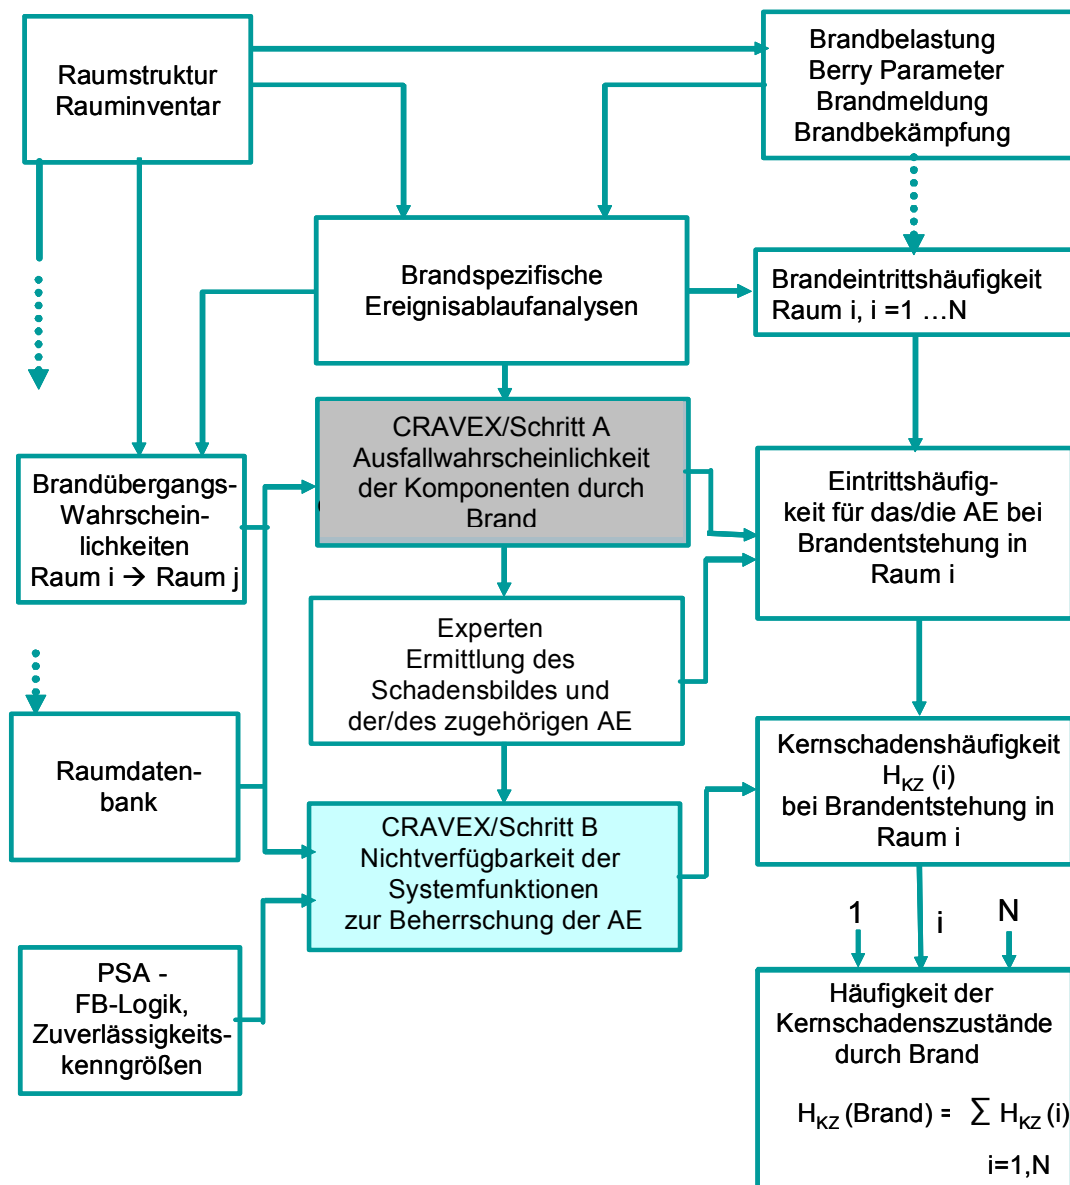 Raumstruktur
Rauminventar
Brandbelastung
Berry Parameter
Brandmeldung
Brandbekämpfung
Brandspezifische
Ereignisablaufanalysen
Brandeintrittshäufigkeit
Raum i, i =1 …N
CRAVEX/Schritt A
Ausfallwahrscheinlichkeit
der Komponenten durch
Brand
Brandübergangs-
Wahrschein-
lichkeiten
Raum i → Raum j
Eintrittshäufig-
keit für das/die AE bei
Brandentstehung in
Raum i
Experten
Ermittlung des
Schadensbildes und
der/des zugehörigen AE
Raumdaten-
bank
Kernschadenshäufigkeit
H_KZ (i)
bei Brandentstehung in
Raum i
CRAVEX/Schritt B
Nichtverfügbarkeit der
Systemfunktionen
zur Beherrschung der AE
1 i N
PSA -
FB-Logik,
Zuverlässigkeits-
kenngrößen
Häufigkeit der
Kernschadenszustände
durch Brand
H_KZ (Brand) = ∑ H_KZ (i)
i=1,N